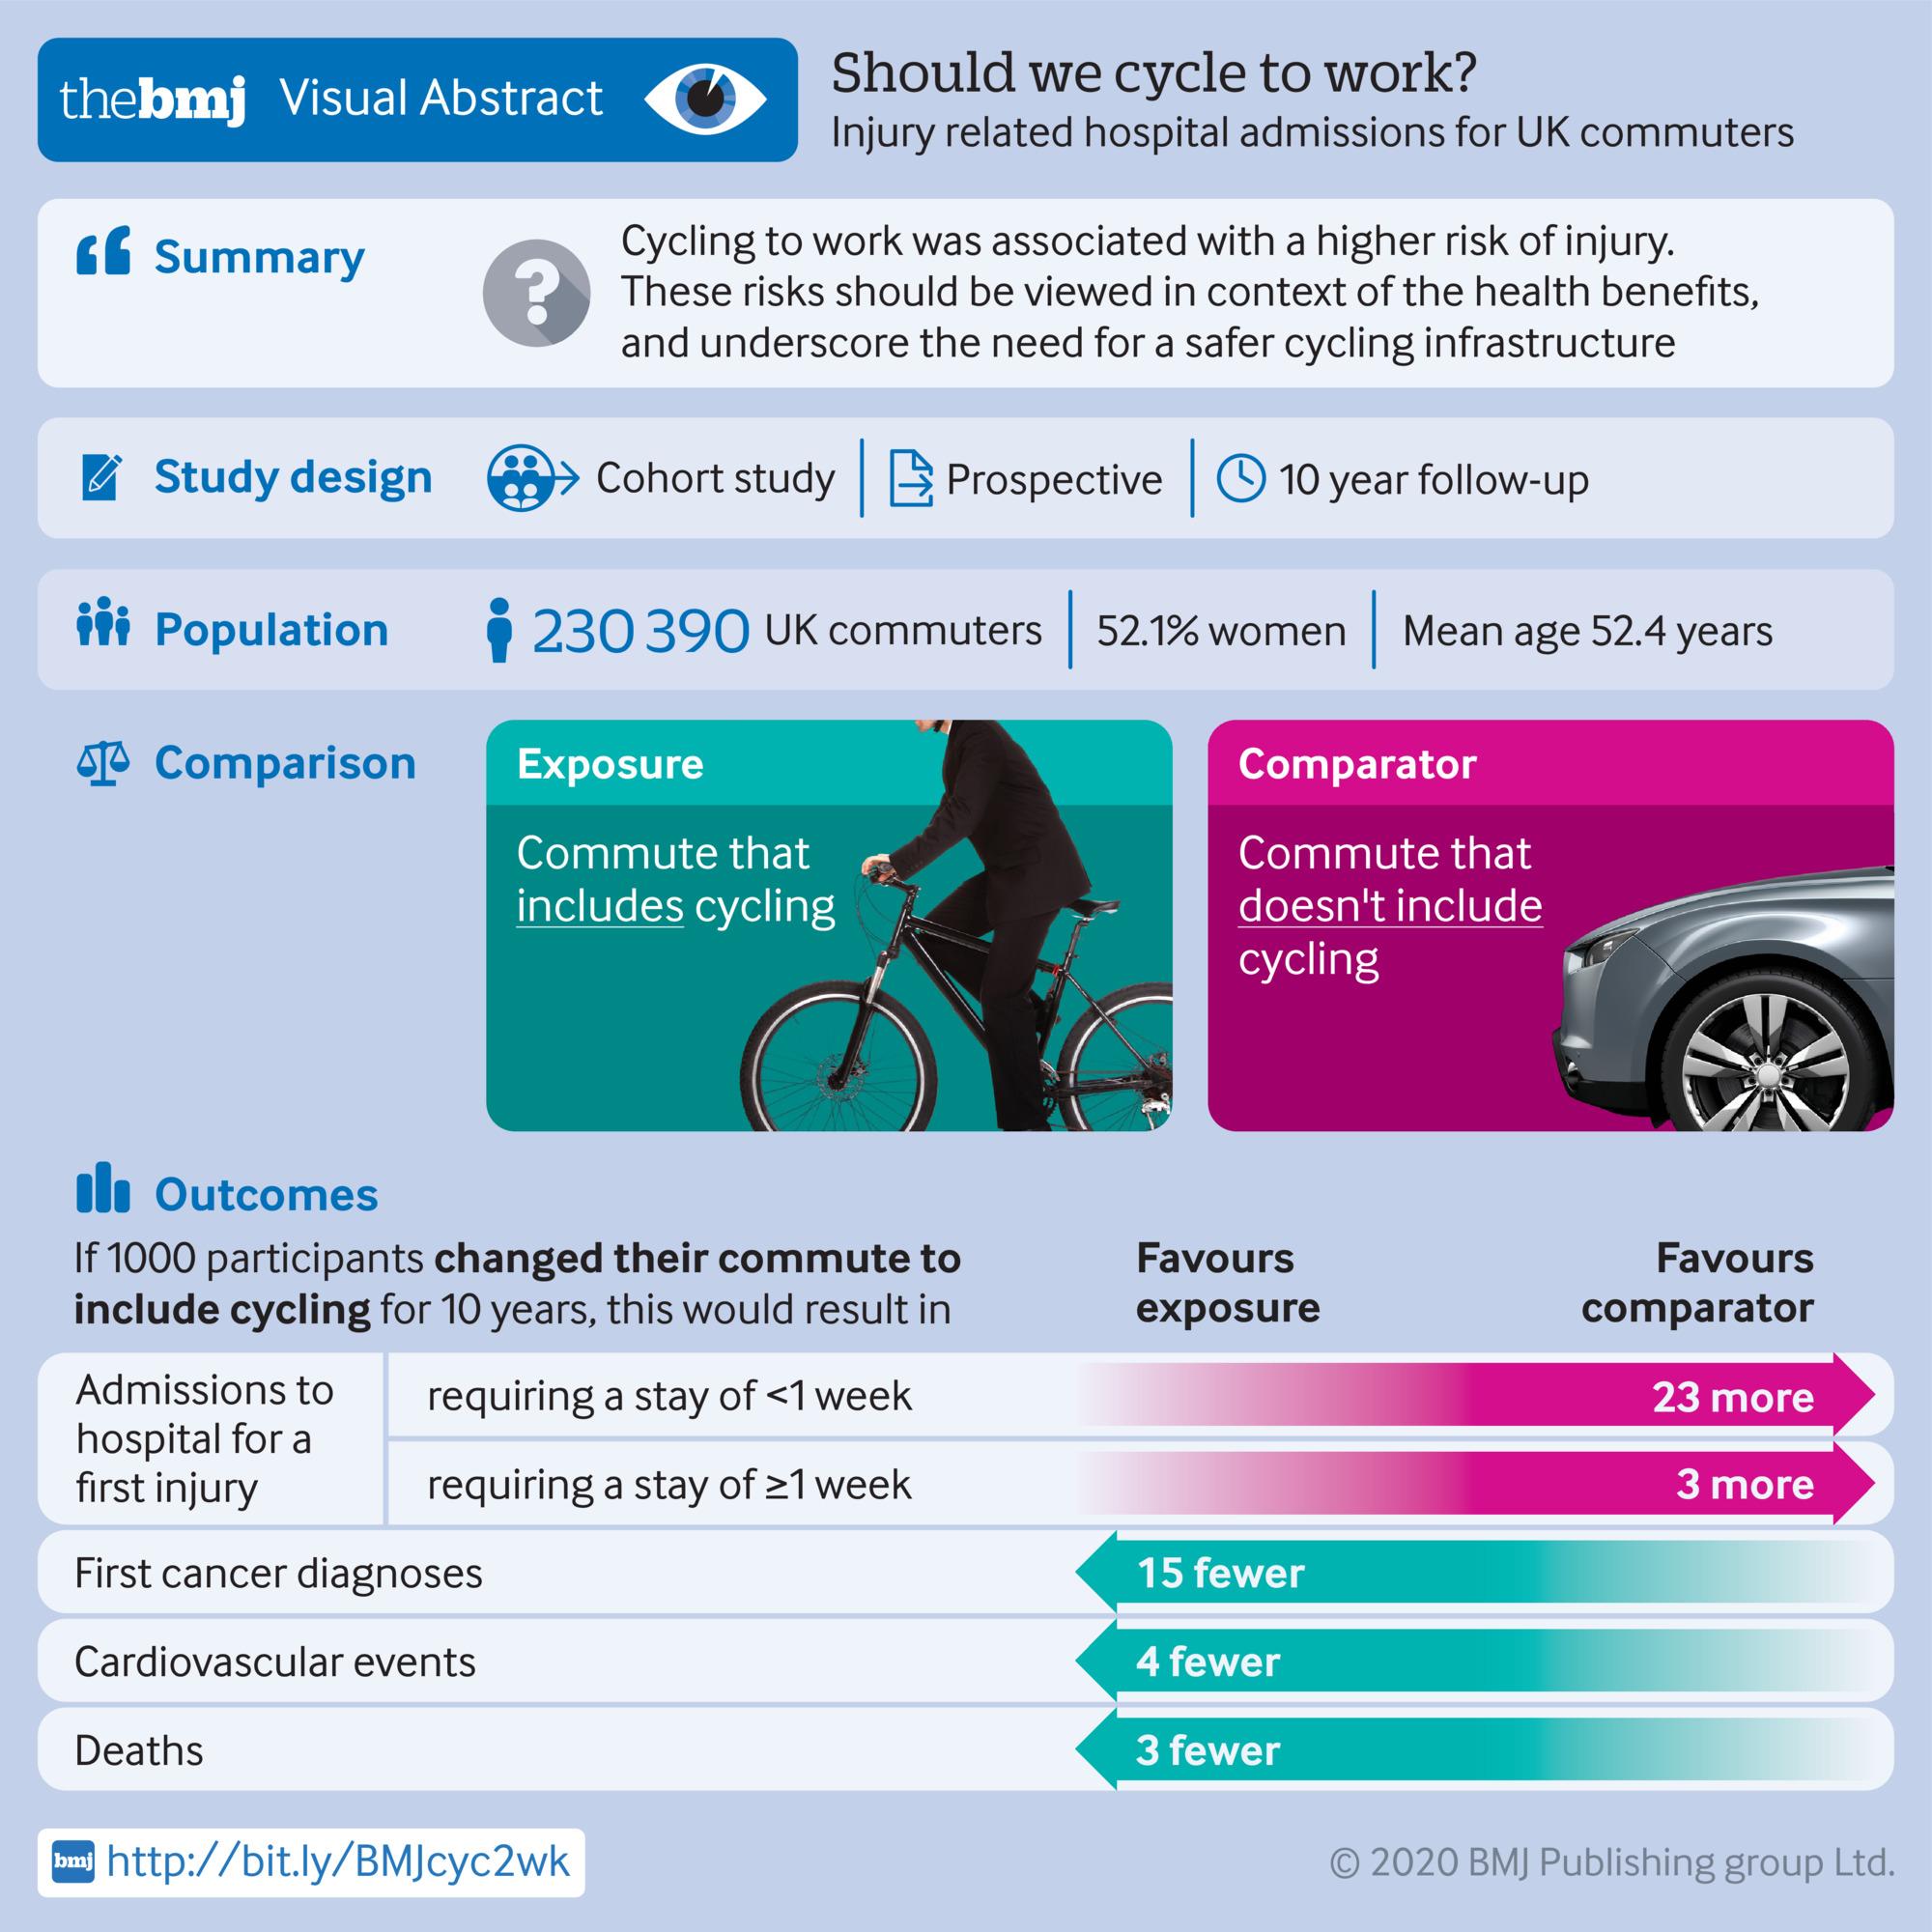 thebmj Visual Abstract
Should we cycle to work?
Injury related hospital admissions for UK commuters
Summary
Cycling to work was associated with a higher risk of injury.
These risks should be viewed in context of the health benefits,
and underscore the need for a safer cycling infrastructure
Study design
Cohort study
Prospective
10 year follow-up
Population
230 390 UK commuters
52.1% women
Mean age 52.4 years
Comparison
Exposure
Commute that
includes cycling
Comparator
Commute that
doesn't include
cycling
Outcomes
If 1000 participants changed their commute to
include cycling for 10 years, this would result in
Favours
exposure
Favours
comparator
Admissions to
hospital for a
first injury
requiring a stay of <1 week
23 more
requiring a stay of ≥1 week
3 more
First cancer diagnoses
15 fewer
Cardiovascular events
4 fewer
Deaths
3 fewer
bmj http://bit.ly/BMJcyc2wk
© 2020 BMJ Publishing group Ltd.